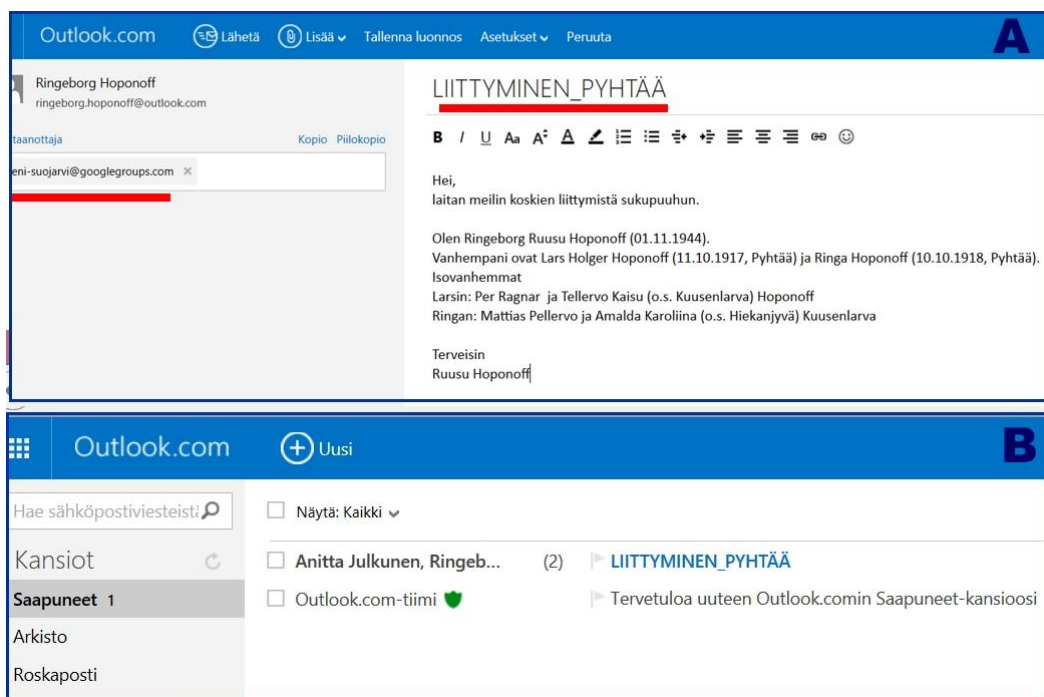 Outlook.com Lähetä Lisää Tallenna luonnos Asetukset Peruuta A
Ringeborg Hoponoff
ringeborg.hoponoff@outlook.com
taanottaja Kopio Piilokopio
eni-suojarvi@googlegroups.com ×
LIITTYMINEN_PYHTÄÄ
B I U Aa A A
Hei,
laitan meilin koskien liittymistä sukupuuhun.
Olen Ringeborg Ruusu Hoponoff (01.11.1944).
Vanhempani ovat Lars Holger Hoponoff (11.10.1917, Pyhtää) ja Ringa Hoponoff (10.10.1918, Pyhtää).
Isovanhemmat
Larsin: Per Ragnar ja Tellervo Kaisu (o.s. Kuusenlarva) Hoponoff
Ringan: Mattias Pellervo ja Amalda Karoliina (o.s. Hiekanjyvä) Kuusenlarva
Terveisin
Ruusu Hoponoff
Outlook.com Uusi B
Hae sähköpostiviesteistä
Näytä: Kaikki
Kansiot
Anitta Julkunen, Ringeb... (2) LIITTYMINEN_PYHTÄÄ
Saapuneet 1
Outlook.com-tiimi Tervetuloa uuteen Outlook.comin Saapuneet-kansioosi
Arkisto
Roskaposti